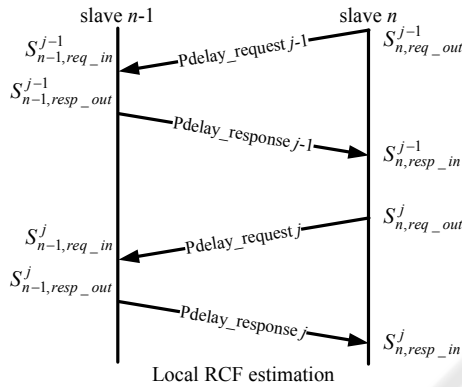 slave n-1 slave n
S^{j-1}_{n-1,req_in} Pdelay_request j-1 S^{j-1}_{n,req_out}
S^{j-1}_{n-1,resp_out}
Pdelay_response j-1 S^{j-1}_{n,resp_in}
S^{j}_{n-1,req_in} Pdelay_request j S^{j}_{n,req_out}
S^{j}_{n-1,resp_out}
Pdelay_response j S^{j}_{n,resp_in}
Local RCF estimation